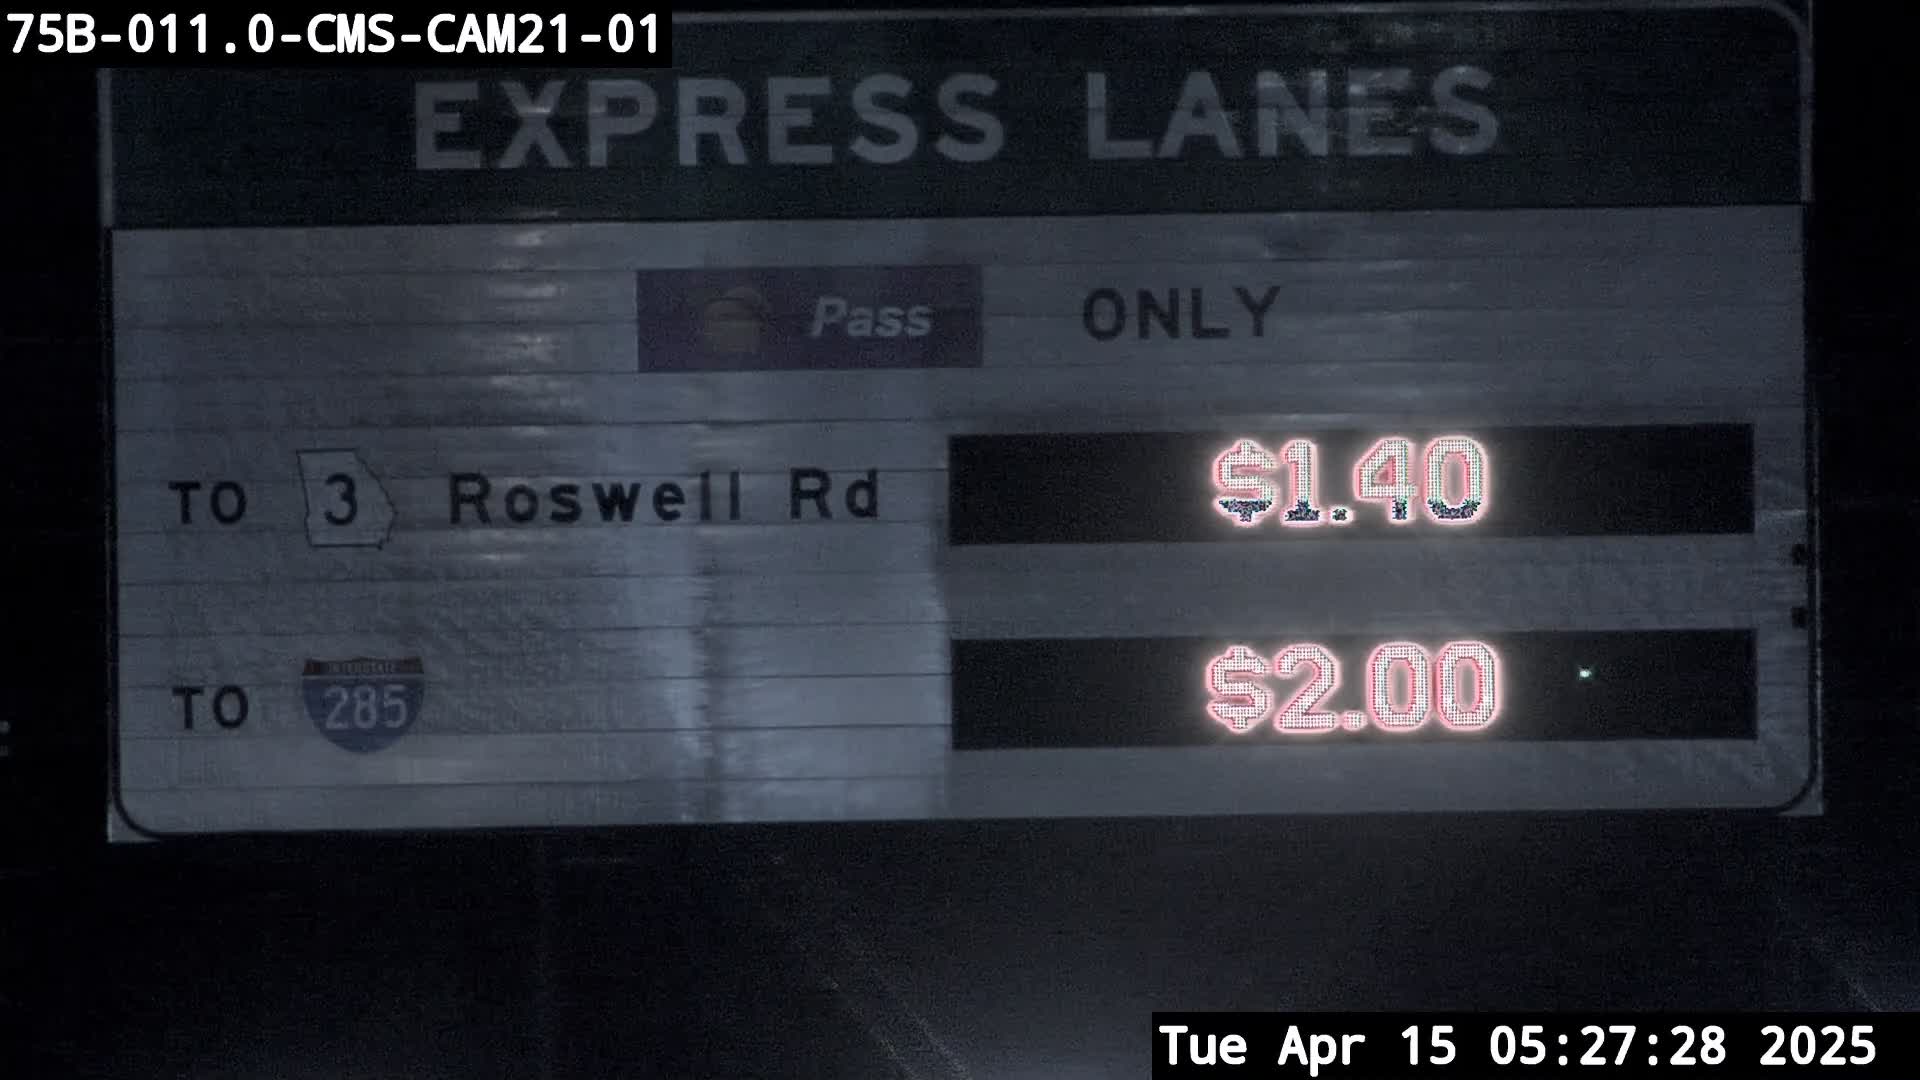 75B-011.0-CMS-CAM21-01
EXPRESS LANES
Pass ONLY
TO 3 Roswell Rd $1.40
INTERSTATE
TO 285 $2.00
Tue Apr 15 05:27:28 2025